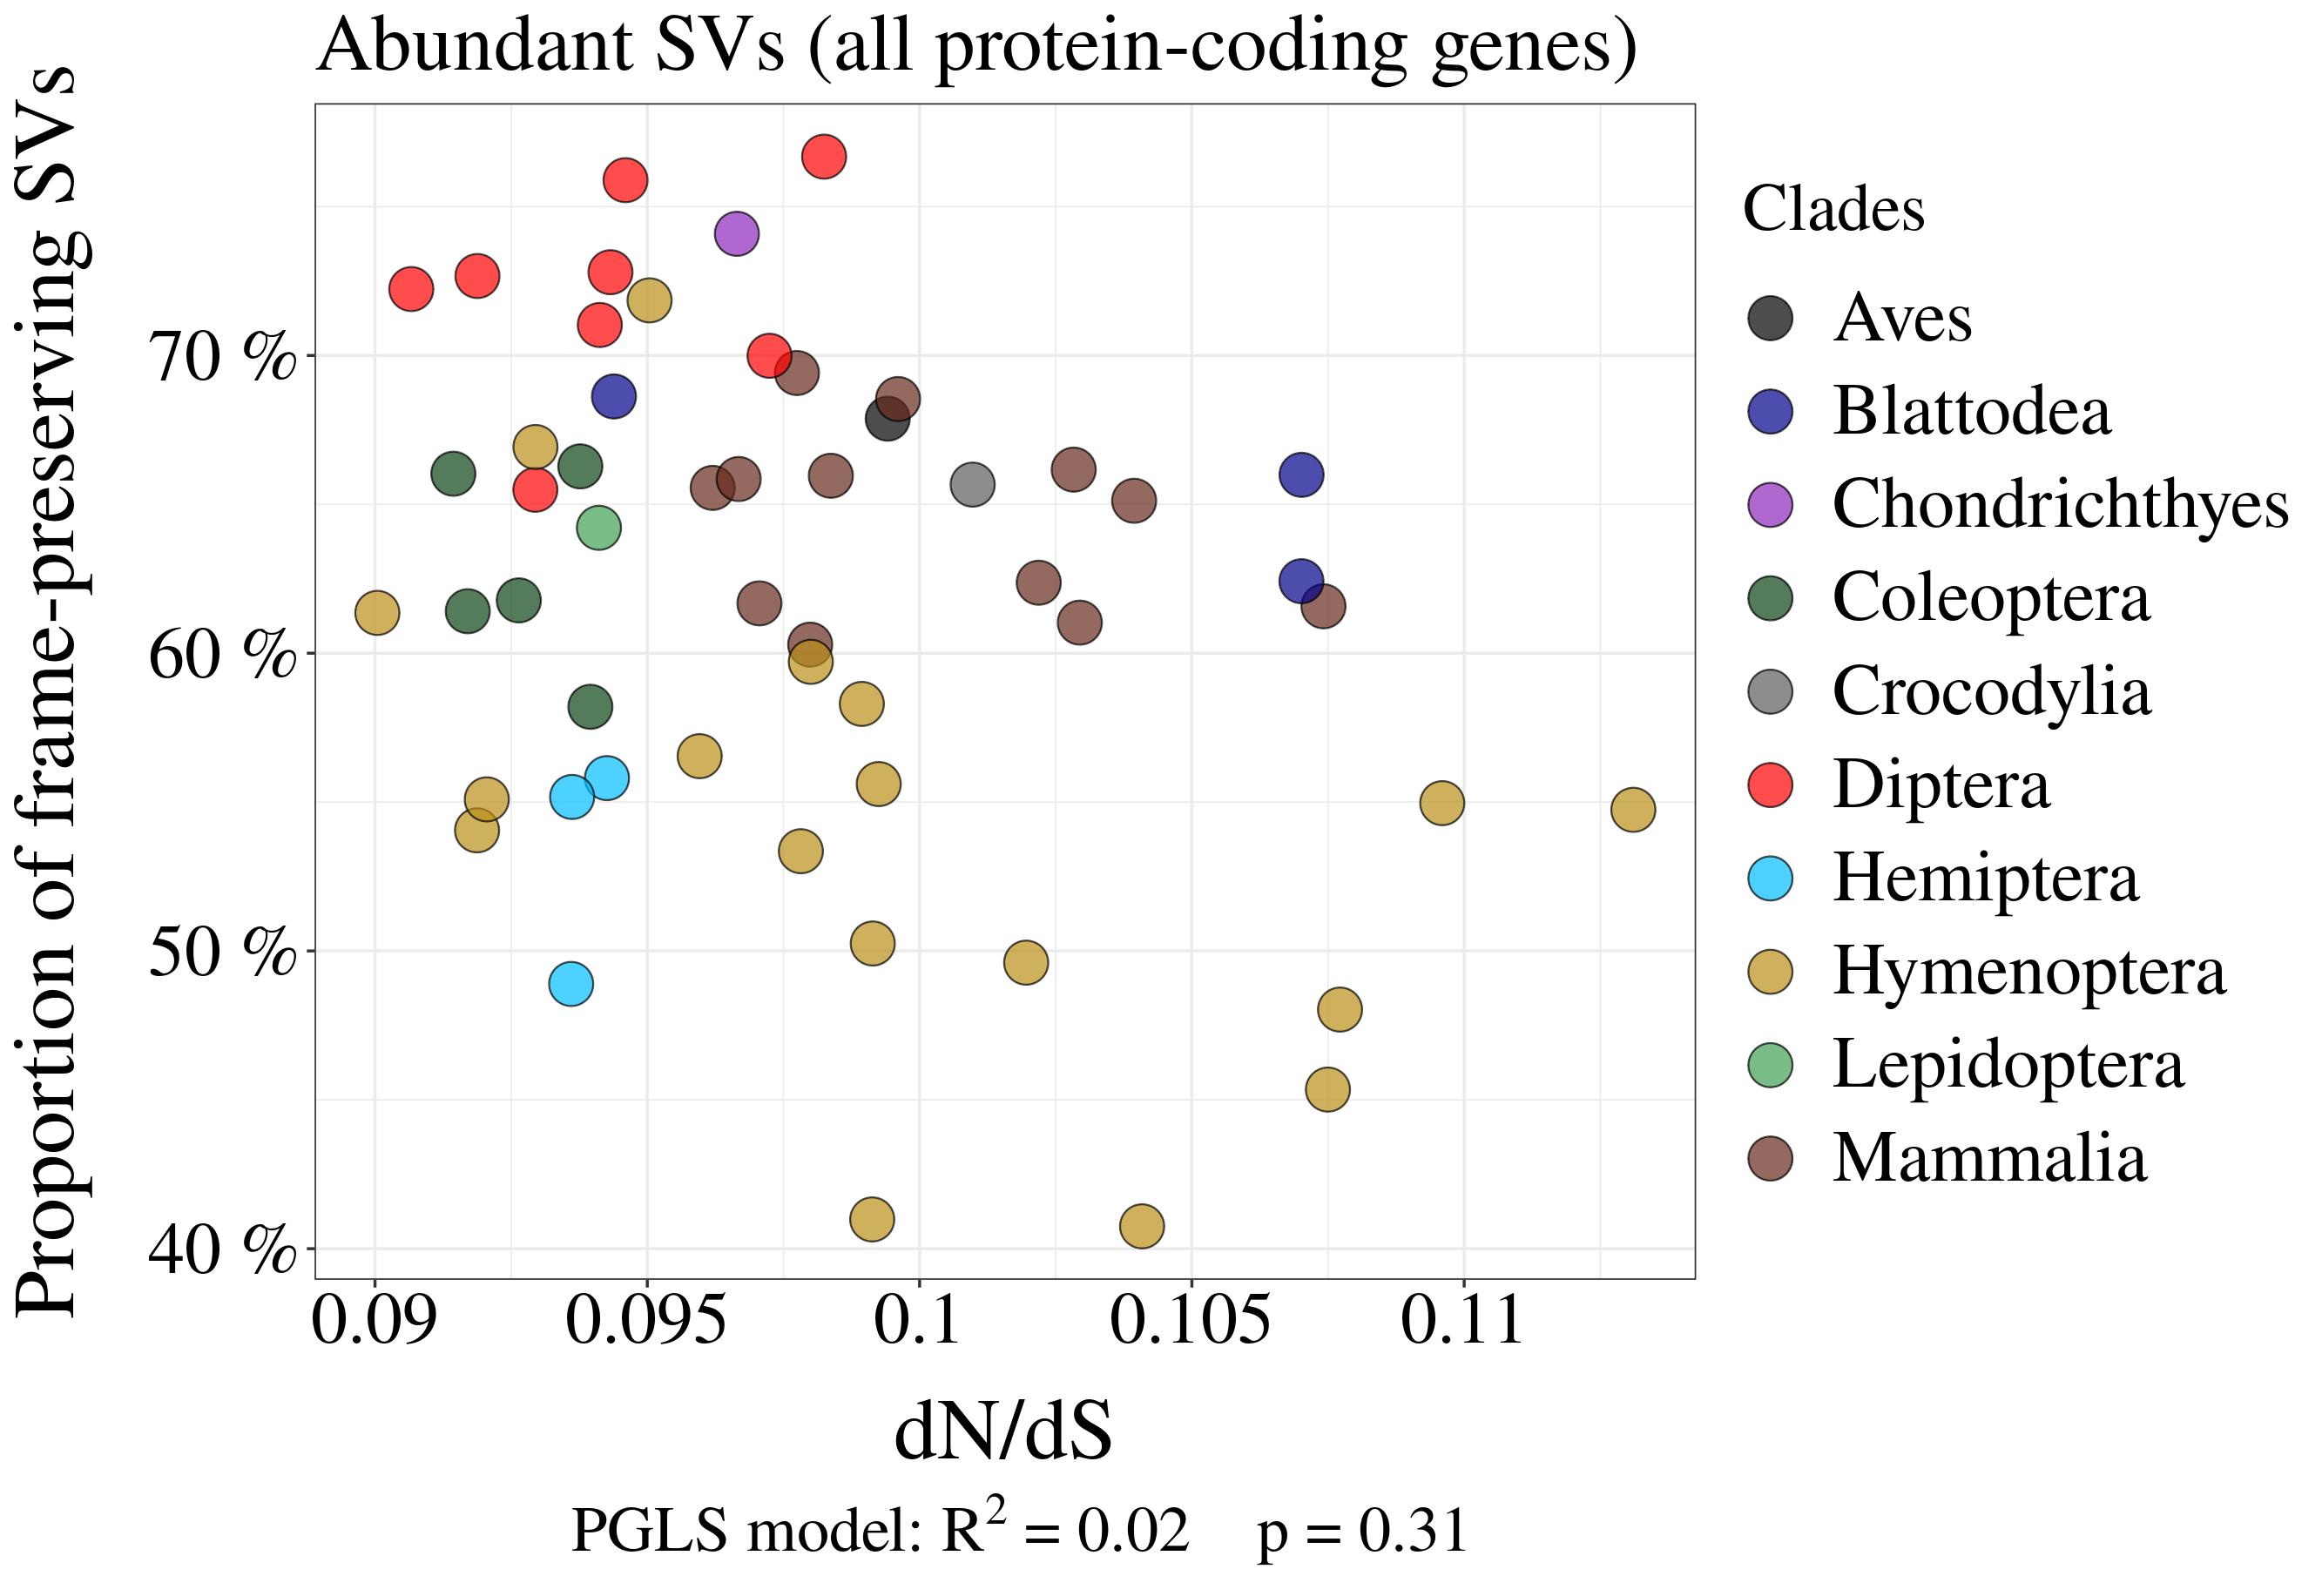 Abundant SVs (all protein-coding genes)
Proportion of frame-preserving SVs
70 %
60 %
50 %
40 %
0.09 0.095 0.1 0.105 0.11
dN/dS
PGLS model: R² = 0.02 p = 0.31
Clades
Aves
Blattodea
Chondrichthyes
Coleoptera
Crocodylia
Diptera
Hemiptera
Hymenoptera
Lepidoptera
Mammalia